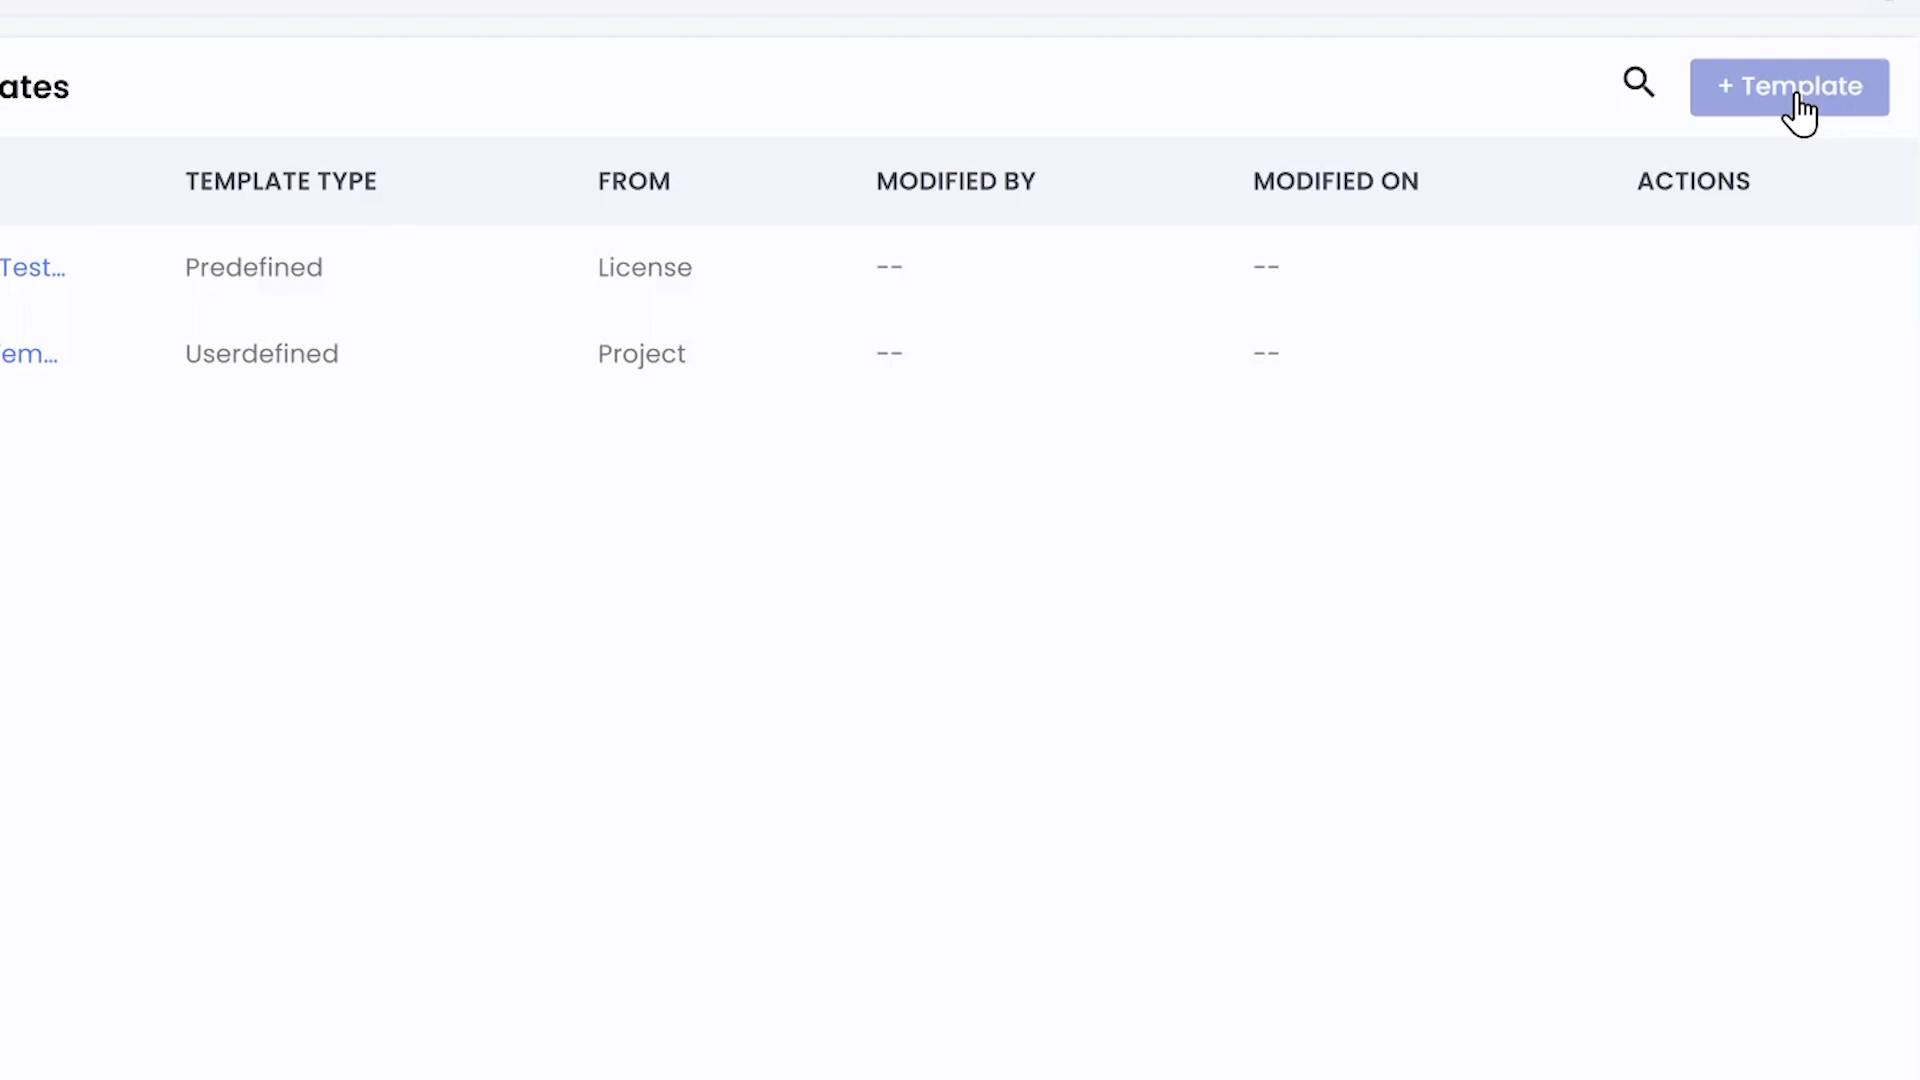 ates
+ Template
TEMPLATE TYPE FROM MODIFIED BY MODIFIED ON ACTIONS
Test... Predefined License -- --
em... Userdefined Project -- --